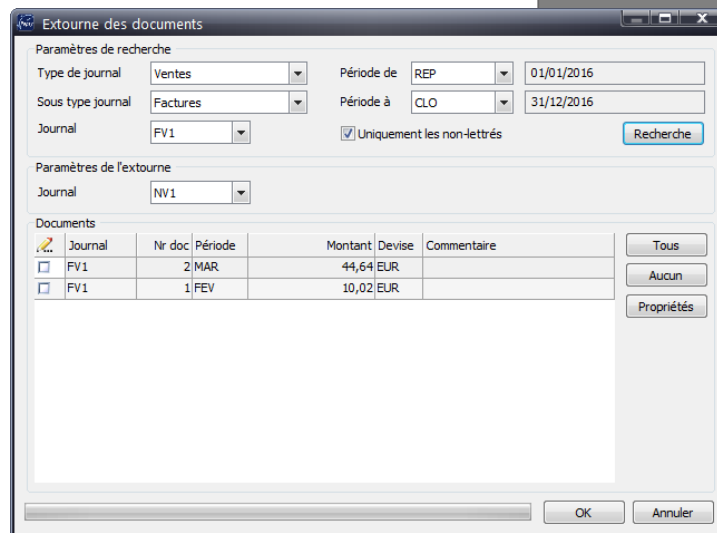 Extourne des documents
Paramètres de recherche
Type de journal Ventes Période de REP 01/01/2016
Sous type journal Factures Période à CLO 31/12/2016
Journal FV1 Uniquement les non-lettrés Recherche
Paramètres de l'extourne
Journal NV1
Documents
Journal Nr doc Période Montant Devise Commentaire Tous
FV1 2 MAR 44,64 EUR
Aucun
FV1 1 FEV 10,02 EUR
Propriétés
OK Annuler